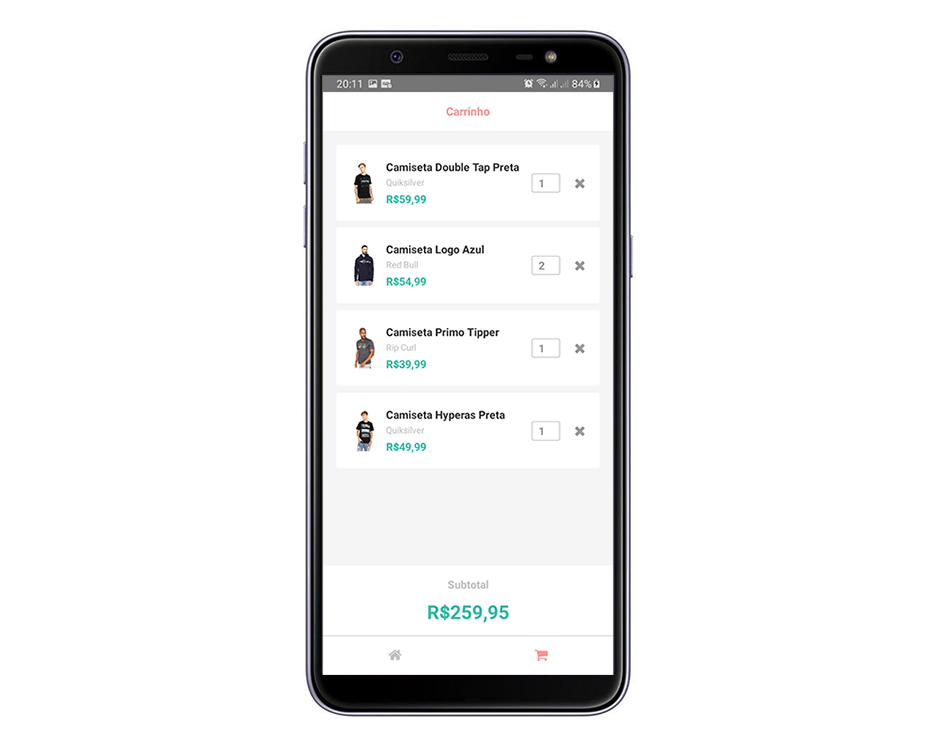 20:11
84%
Carrinho
Camiseta Double Tap Preta
Quiksilver
R$59,99
1
Camiseta Logo Azul
Red Bull
R$54,99
2
Camiseta Primo Tipper
Rip Curl
R$39,99
1
Camiseta Hyperas Preta
Quiksilver
R$49,99
1
Subtotal
R$259,95